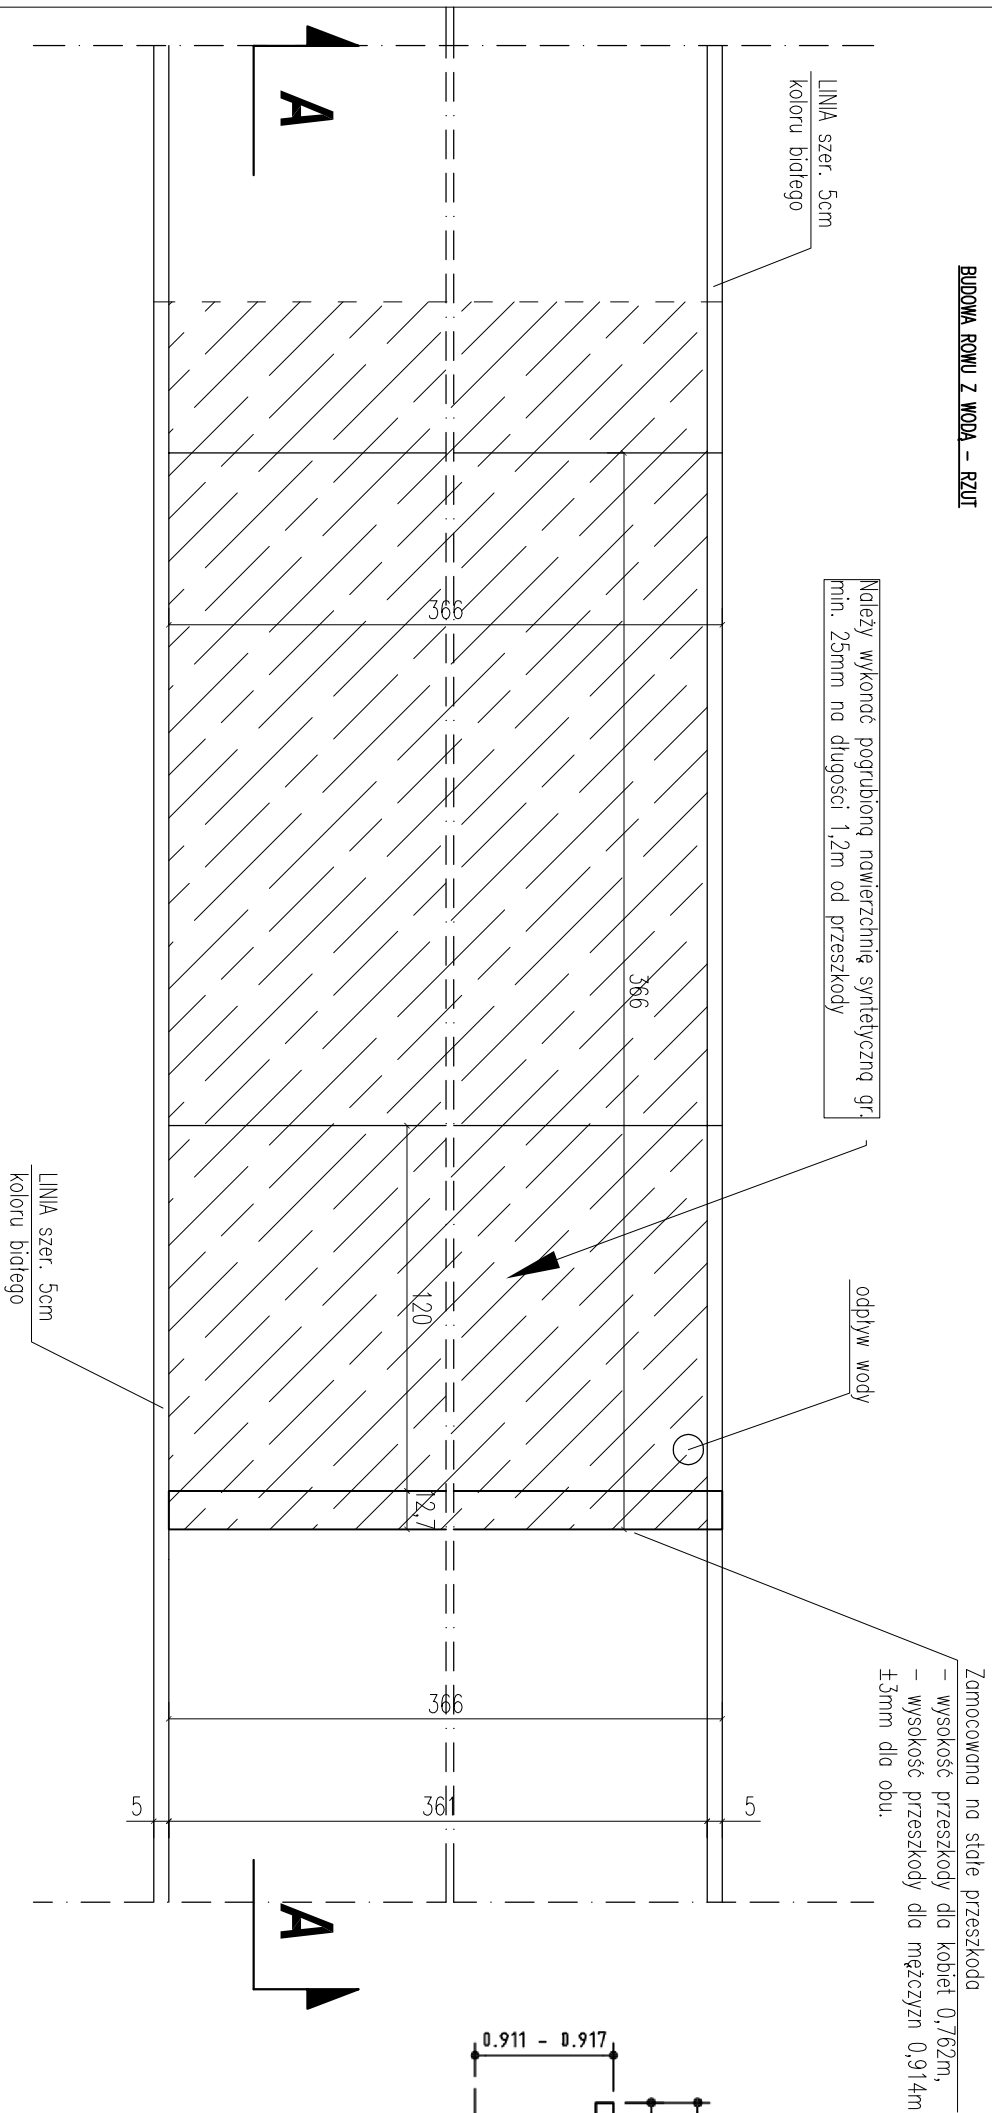 BUDOWA ROWU Z WODĄ - RZUT
LINIA szer. 5cm
koloru białego
Należy wykonać pogrubioną nawierzchnię syntetyczną gr.
min. 25mm na długości 1,2m od przeszkody
odpływ wody
Zamocowana na stałe przeszkoda
- wysokość przeszkody dla kobiet 0,762m,
- wysokość przeszkody dla mężczyzn 0,914m
±3mm dla obu.
A
366
366
120
12,7
366
5
361
5
A
LINIA szer. 5cm
koloru białego
0.911 - 0.917